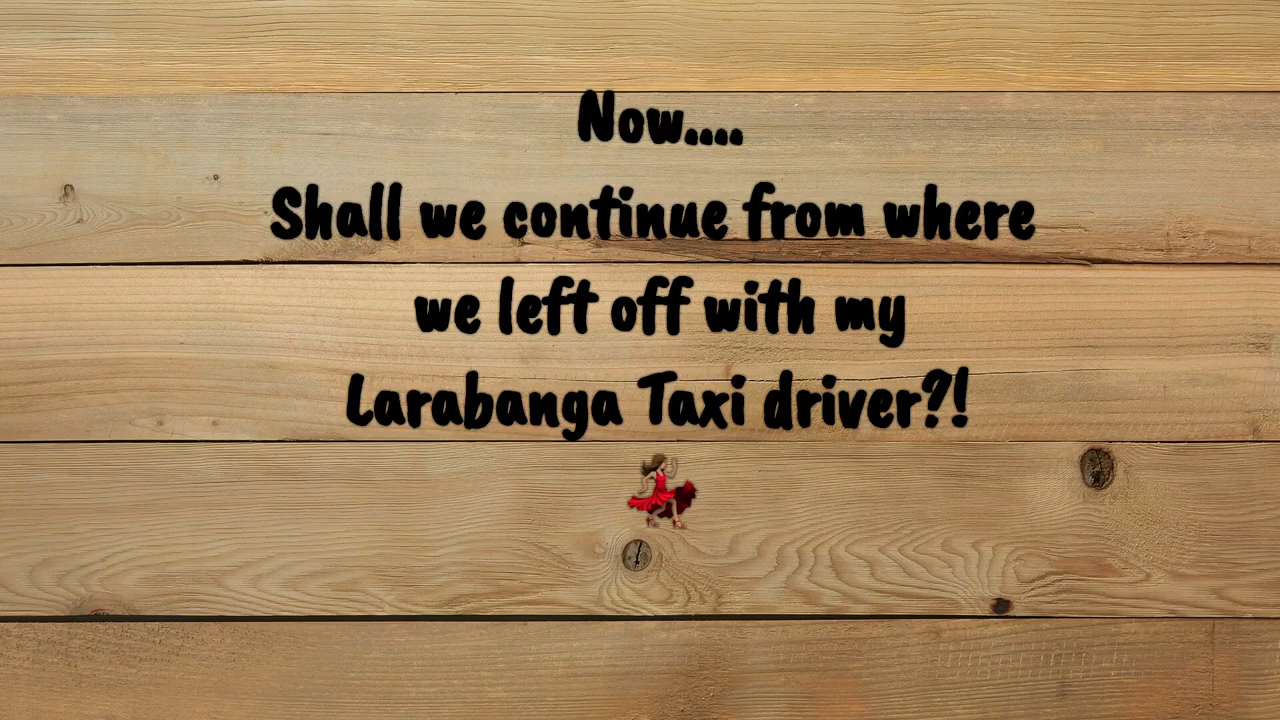 Now....
Shall we continue from where
we left off with my
Larabanga Taxi driver?!
💃